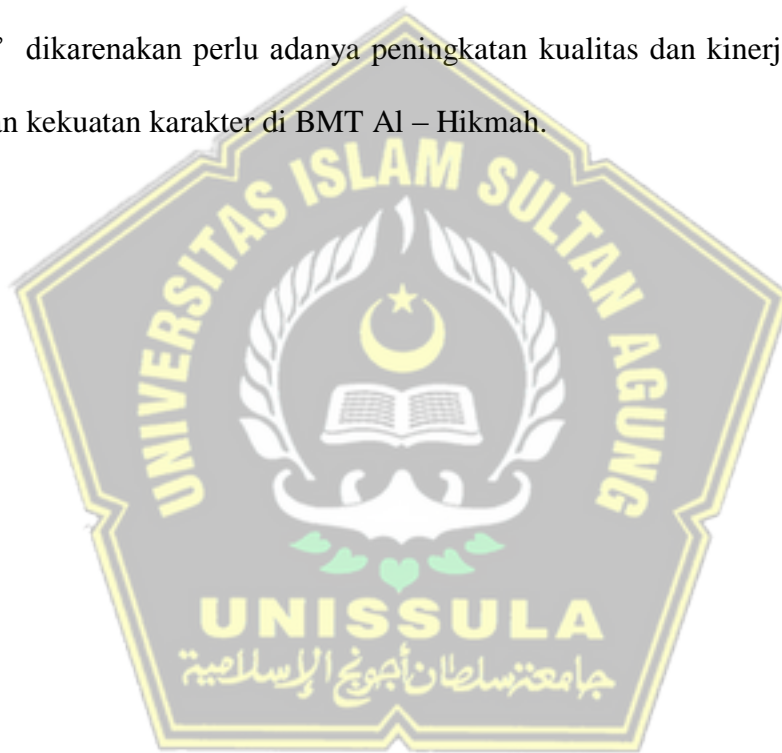 ” dikarenakan perlu adanya peningkatan kualitas dan kinerj
an kekuatan karakter di BMT Al – Hikmah.
UNIVERSITAS ISLAM SULTAN AGUNG
UNISSULA
جامعة سلطان أجونج الإسلامية